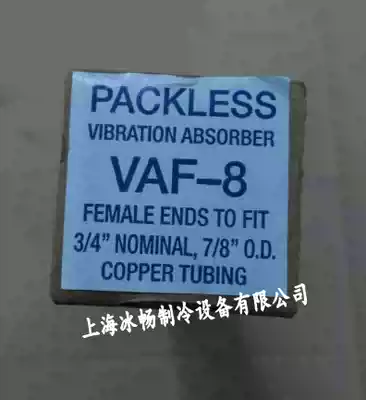 PACKLESS
VIBRATION ABSORBER
VAF-8
FEMALE ENDS TO FIT
3/4" NOMINAL, 7/8" O.D.
COPPER TUBING
上海冰畅制冷设备有限公司